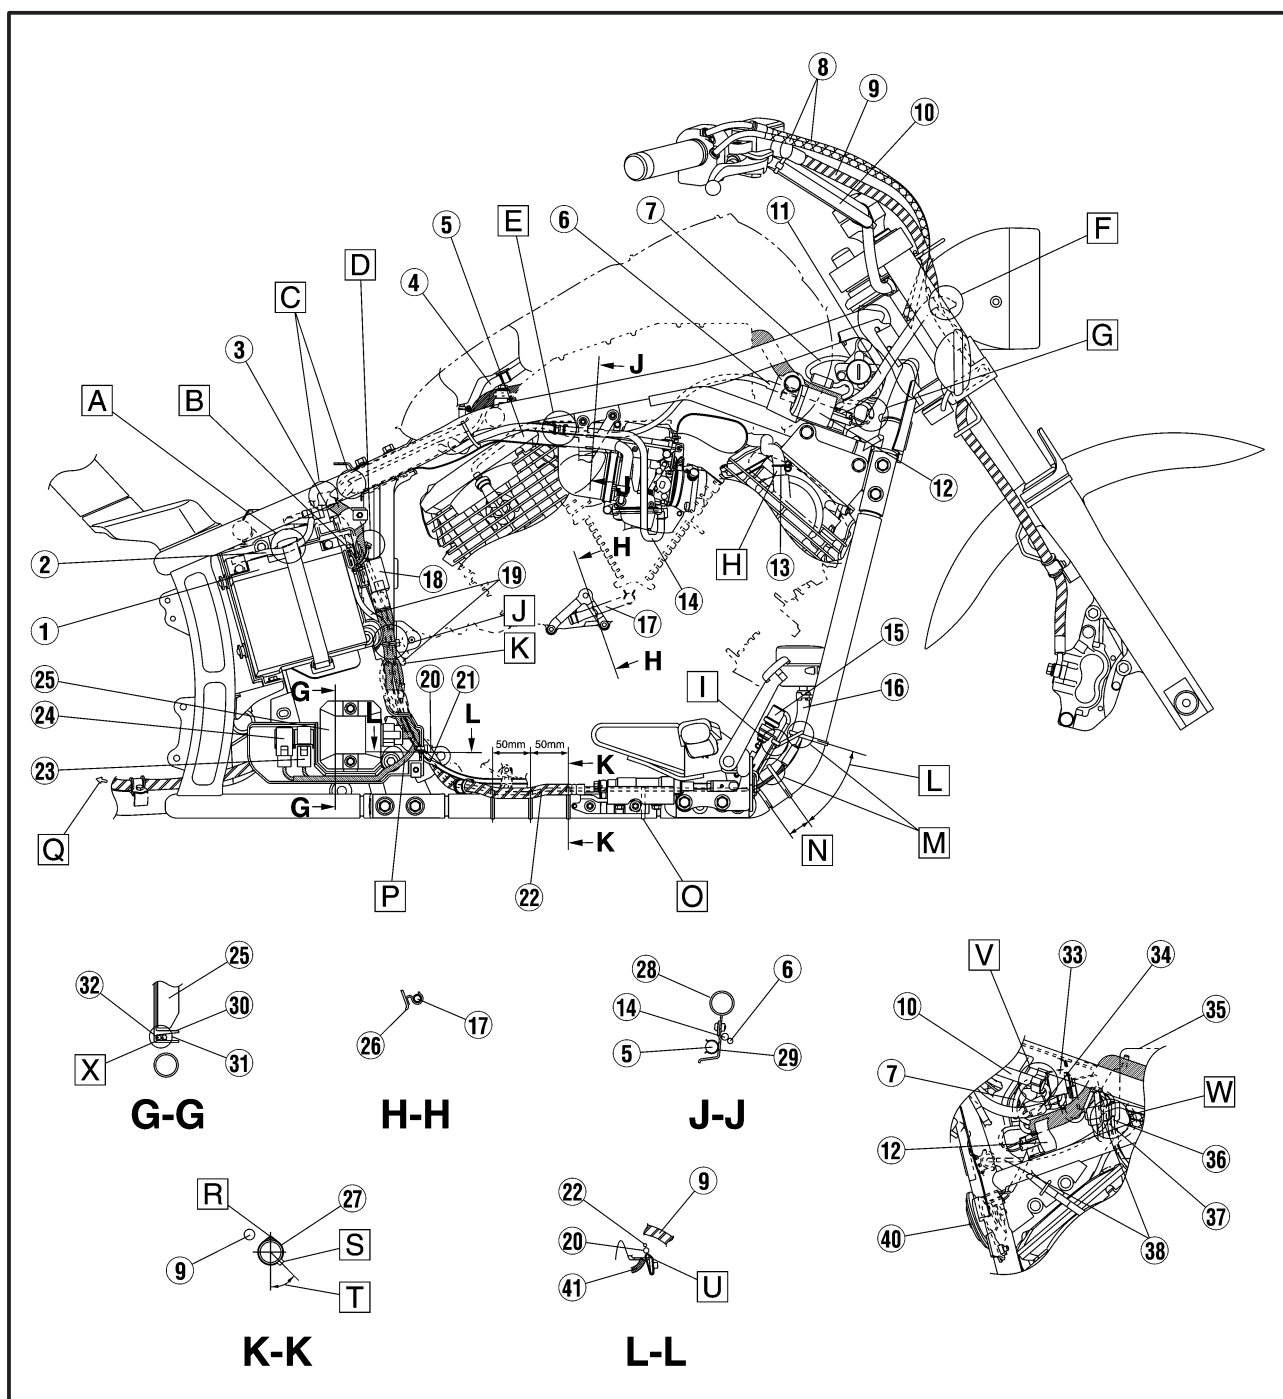 8
9
10
E
7
11
5
6
F
D
4
C
G
3
J
A
B
J
12
H
2
18
19
H
13
14
1
J
17
K
H
15
25
G
20
21
I
16
24
L
L
50mm
50mm
K
23
L
G
K
Q
N
M
P
22
O
25
32
30
X
31
G-G
26
17
H-H
28
6
14
5
29
J-J
V
33
34
10
35
7
W
12
36
37
40
38
R
27
9
S
T
K-K
22
9
20
41
U
L-L